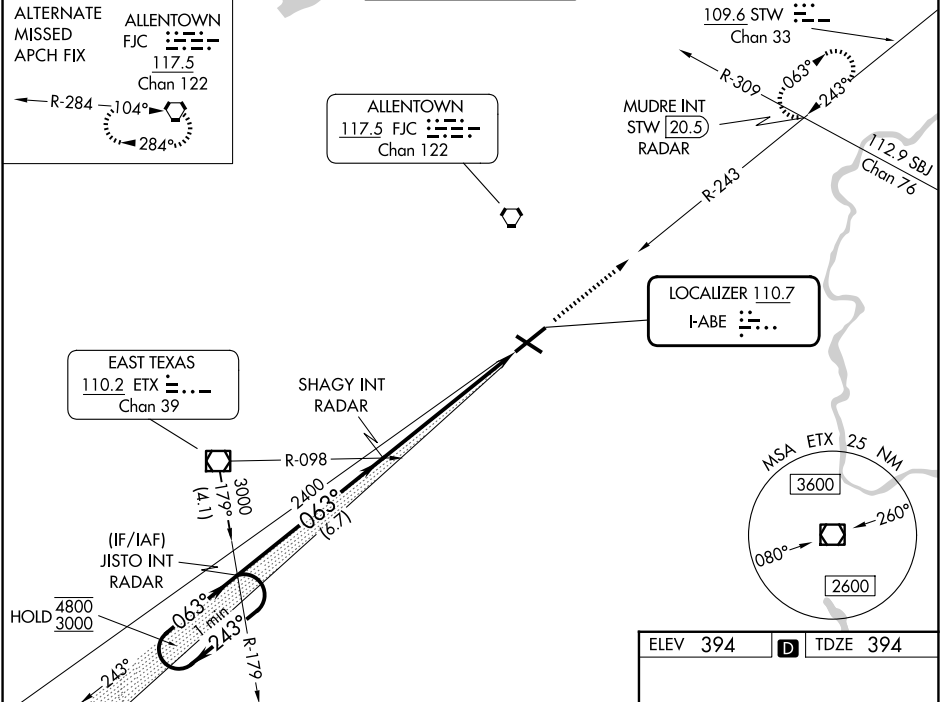 ALTERNATE
MISSED
APCH FIX
ALLENTOWN
FJC
117.5
Chan 122
R-284
104°
284°
ALLENTOWN
117.5 FJC
Chan 122
109.6 STW
Chan 33
R-309
063°
243°
MUDRE INT
STW 20.5
RADAR
112.9 SBJ
Chan 76
R-243
LOCALIZER 110.7
I-ABE
EAST TEXAS
110.2 ETX
Chan 39
SHAGY INT
RADAR
R-098
3000
179°
(4.1)
2400
063°
(6.7)
(IF/IAF)
JISTO INT
RADAR
HOLD 4800
3000
063°
1 min
243°
R-179
243°
MSA ETX 25 NM
3600
260°
080°
2600
ELEV 394
D
TDZE 394